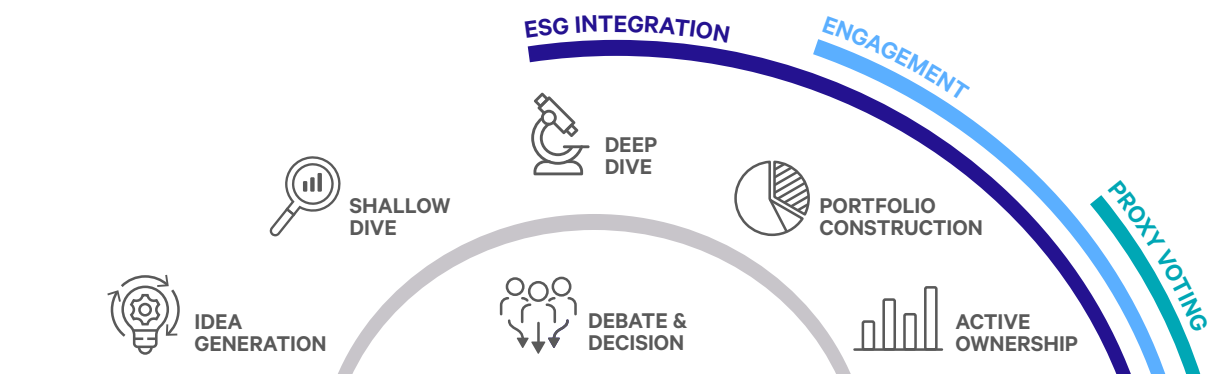 ESG INTEGRATION
ENGAGEMENT
PROXY VOTING
DEEP
DIVE
SHALLOW
DIVE
PORTFOLIO
CONSTRUCTION
IDEA
GENERATION
DEBATE &
DECISION
ACTIVE
OWNERSHIP